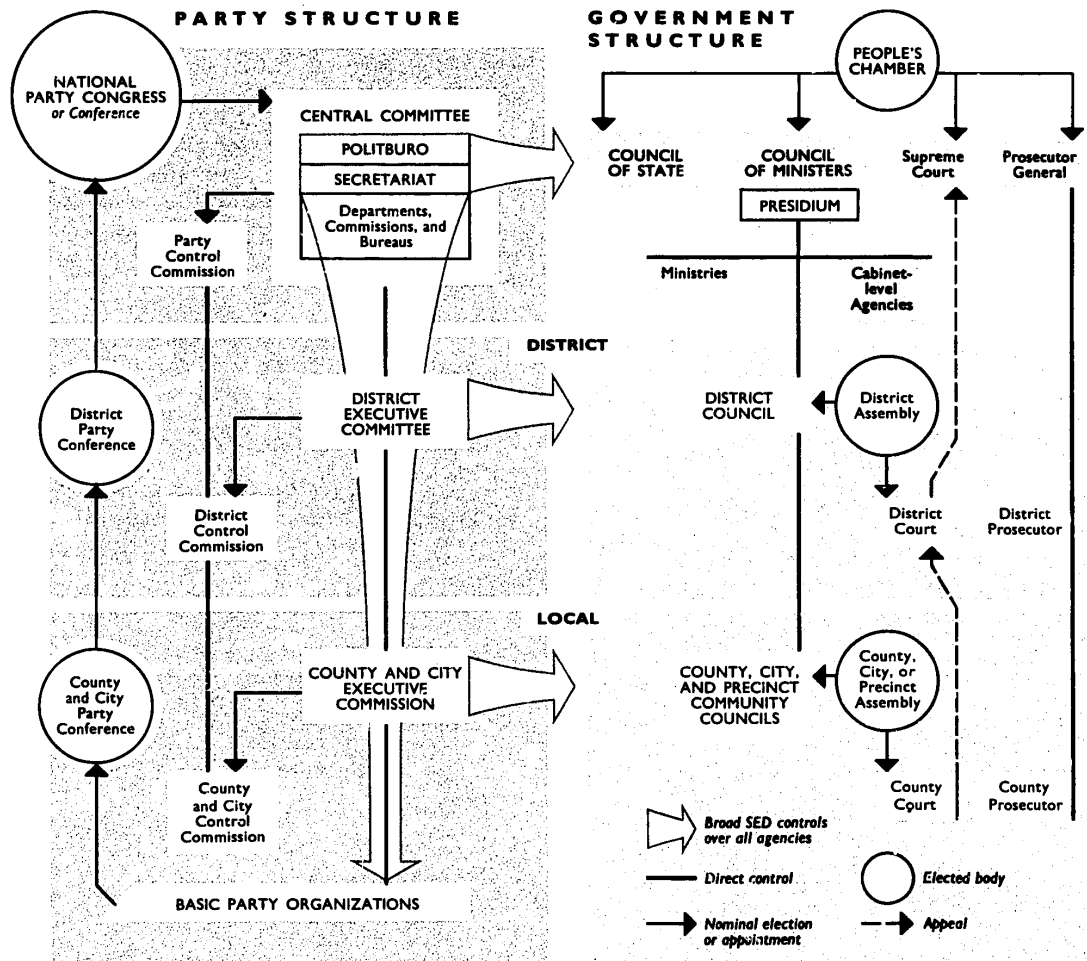 PARTY STRUCTURE
GOVERNMENT
STRUCTURE
NATIONAL
PARTY CONGRESS
or Conference
CENTRAL COMMITTEE
POLITBURO
SECRETARIAT
Departments,
Commissions, and
Bureaus
Party
Control
Commission
PEOPLE'S
CHAMBER
COUNCIL
OF STATE
COUNCIL
OF MINISTERS
PRESIDIUM
Supreme
Court
Prosecutor
General
Ministries
Cabinet-
level
Agencies
DISTRICT
District
Party
Conference
DISTRICT
EXECUTIVE
COMMITTEE
District
Control
Commission
DISTRICT
COUNCIL
District
Assembly
District
Court
District
Prosecutor
LOCAL
County
and City
Party
Conference
COUNTY AND CITY
EXECUTIVE
COMMISSION
County
and City
Control
Commission
COUNTY, CITY,
AND PRECINCT
COMMUNITY
COUNCILS
County,
City, or
Precinct
Assembly
County
Court
County
Prosecutor
BASIC PARTY ORGANIZATIONS
Broad SED controls
over all agencies
Direct control
Elected body
Nominal election
or appointment
Appeal